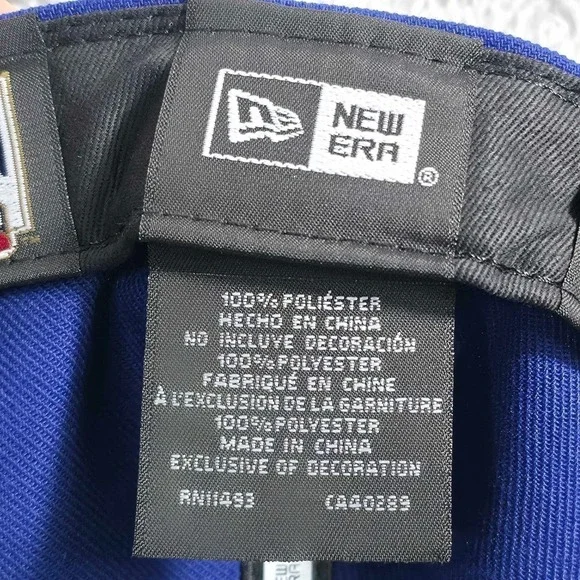 NEW
ERA
®
100% POLIÉSTER
HECHO EN CHINA
NO INCLUYE DECORACIÓN
100% POLYESTER
FABRIQUÉ EN CHINE
À L'EXCLUSION DE LA GARNITURE
100% POLYESTER
MADE IN CHINA
EXCLUSIVE OF DECORATION
RN11493 CA40289